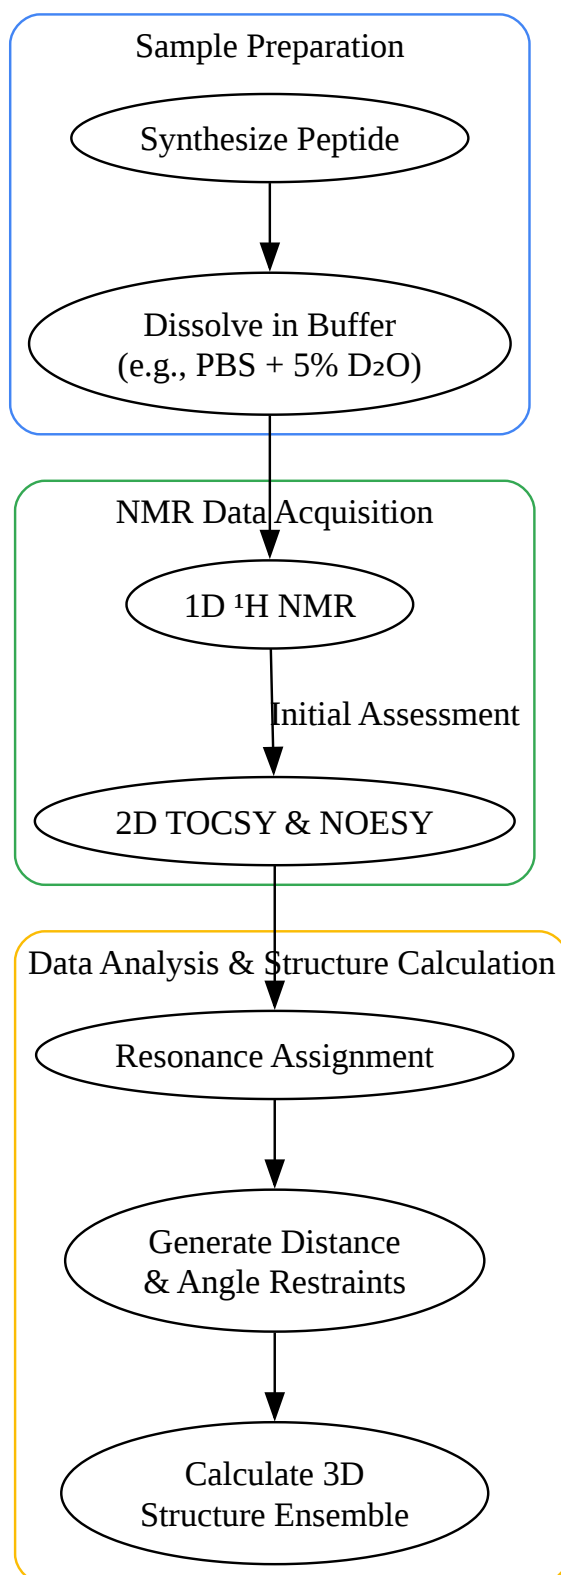 Sample Preparation
Synthesize Peptide
Dissolve in Buffer
(e.g., PBS + 5% D₂O)
NMR Data Acquisition
1D ¹H NMR
Initial Assessment
2D TOCSY & NOESY
Data Analysis & Structure Calculation
Resonance Assignment
Generate Distance
& Angle Restraints
Calculate 3D
Structure Ensemble